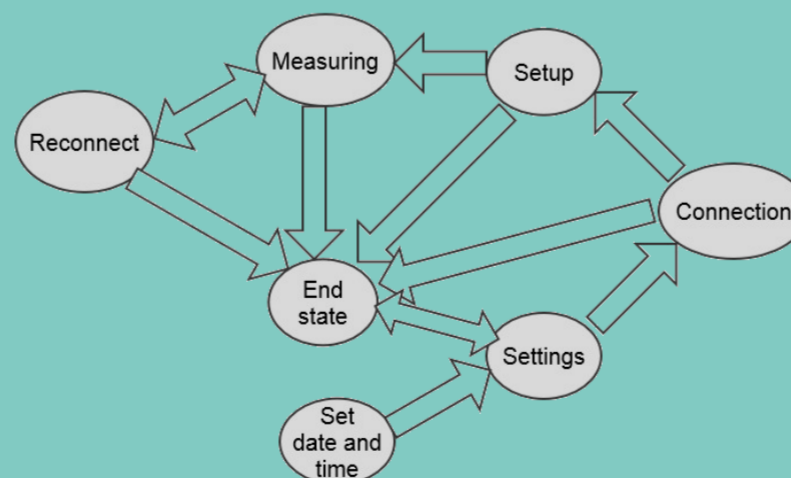 Measuring
Setup
Reconnect
Connection
End
state
Settings
Set
date and
time